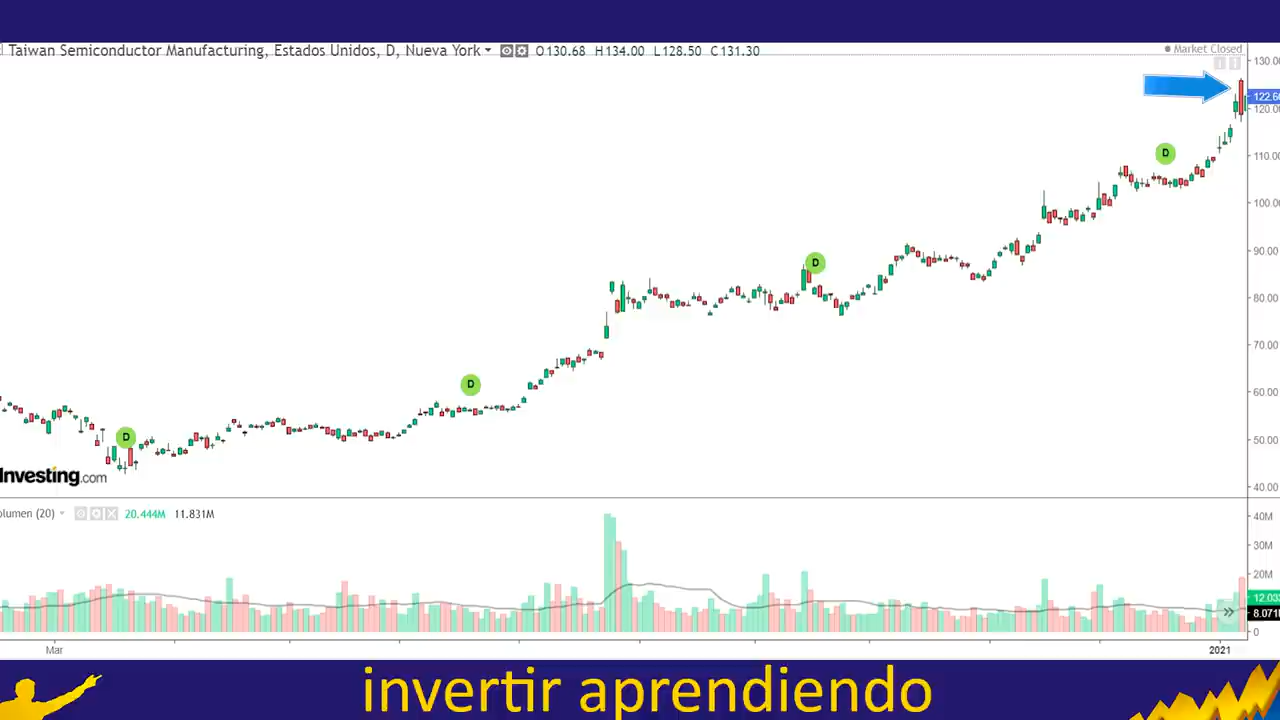 Taiwan Semiconductor Manufacturing, Estados Unidos, D, Nueva York O130.68 H134.00 L128.50 C131.30
Market Closed
130.00
122.60
120.00
D
110.00
100.00
90.00
D
80.00
70.00
D
60.00
D
50.00
Investing.com
40.00
olumen (20) 20.444M 11.831M
40M
30M
20M
12.03
8.071
0
Mar
2021
invertir aprendiendo